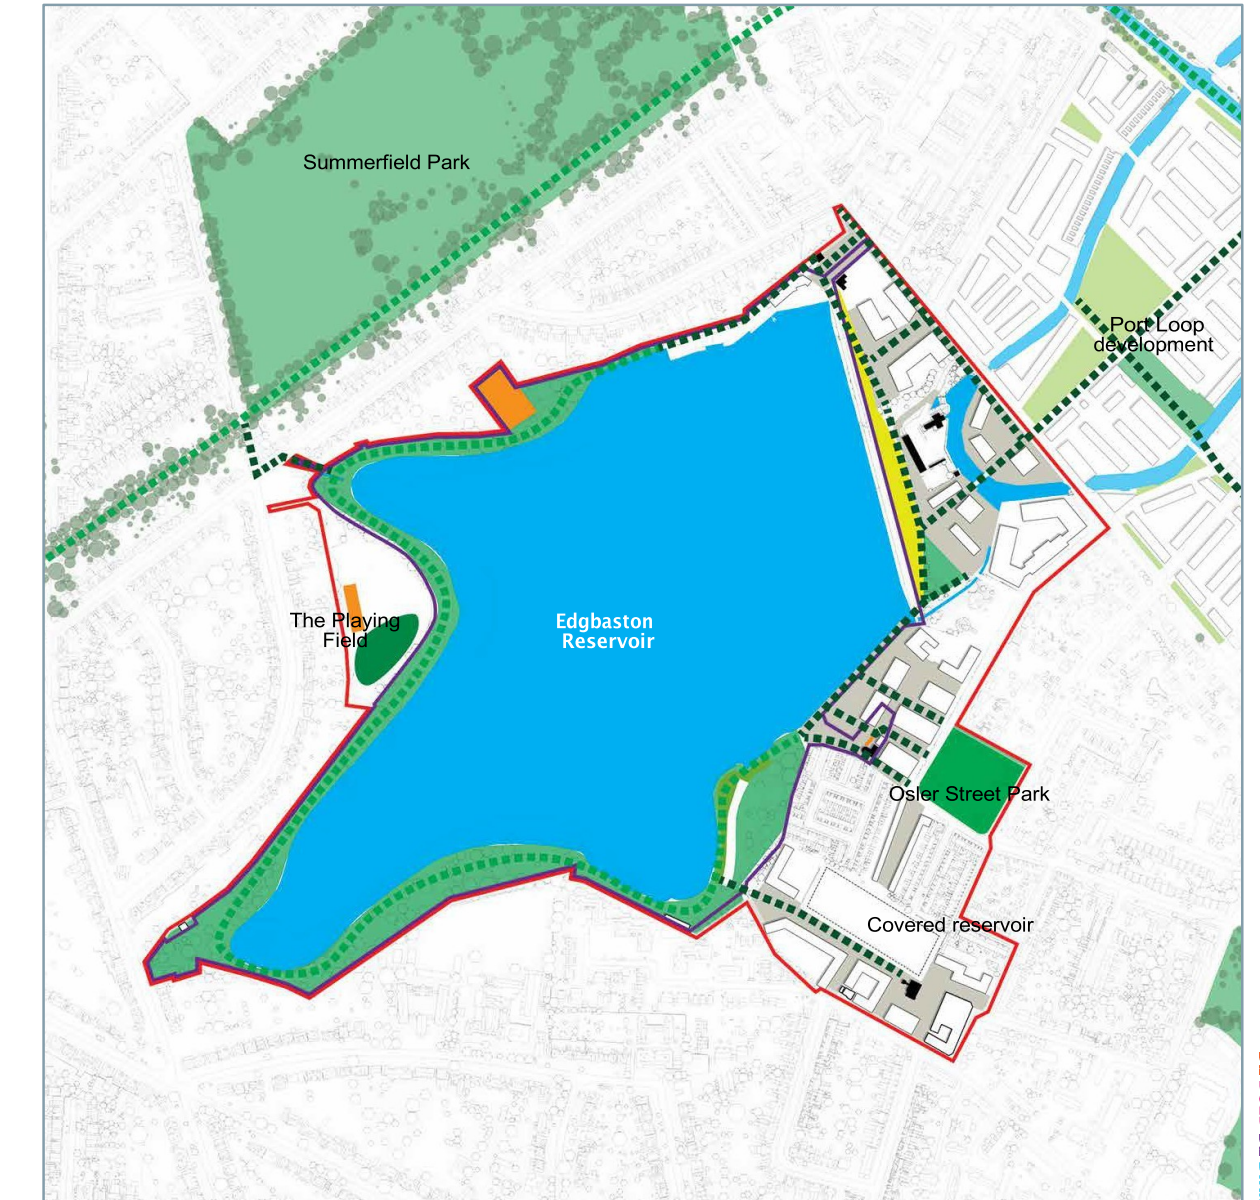 Summerfield Park
Port Loop
development
The Playing
Field
Edgbaston
Reservoir
Osler Street Park
Covered reservoir